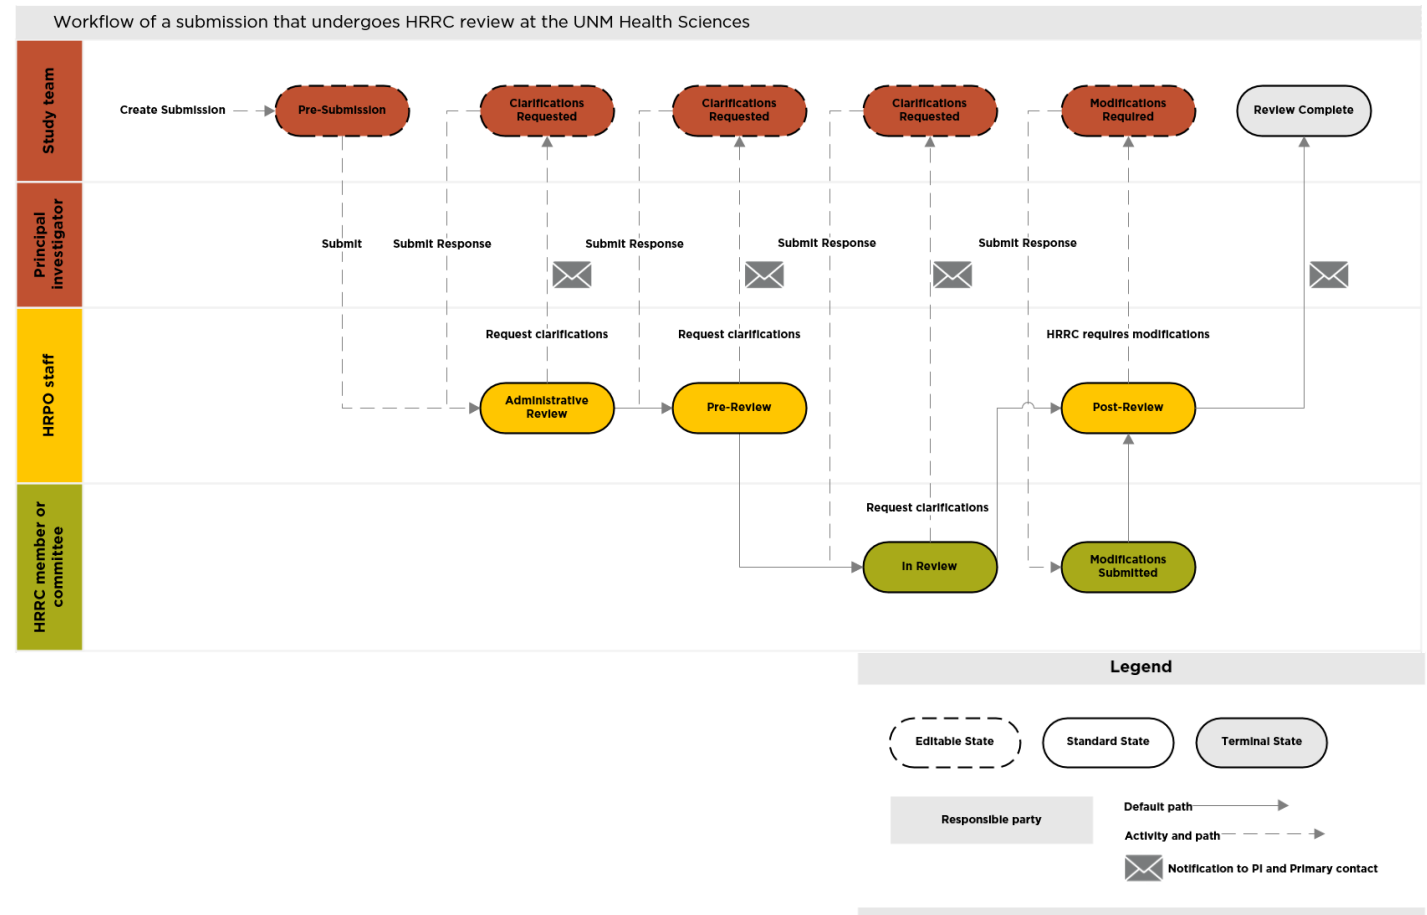 Workflow of a submission that undergoes HRRC review at the UNM Health Sciences
Study team
Create Submission
Pre-Submission
Clarifications
Requested
Clarifications
Requested
Clarifications
Requested
Modifications
Required
Review Complete
Principal
investigator
Submit
Submit Response
Submit Response
Submit Response
Submit Response
HRPO staff
Request clarifications
Request clarifications
HRRC requires modifications
Administrative
Review
Pre-Review
Post-Review
HRRC member or
committee
Request clarifications
In Review
Modifications
Submitted
Legend
Editable State
Standard State
Terminal State
Responsible party
Default path
Activity and path
Notification to PI and Primary contact